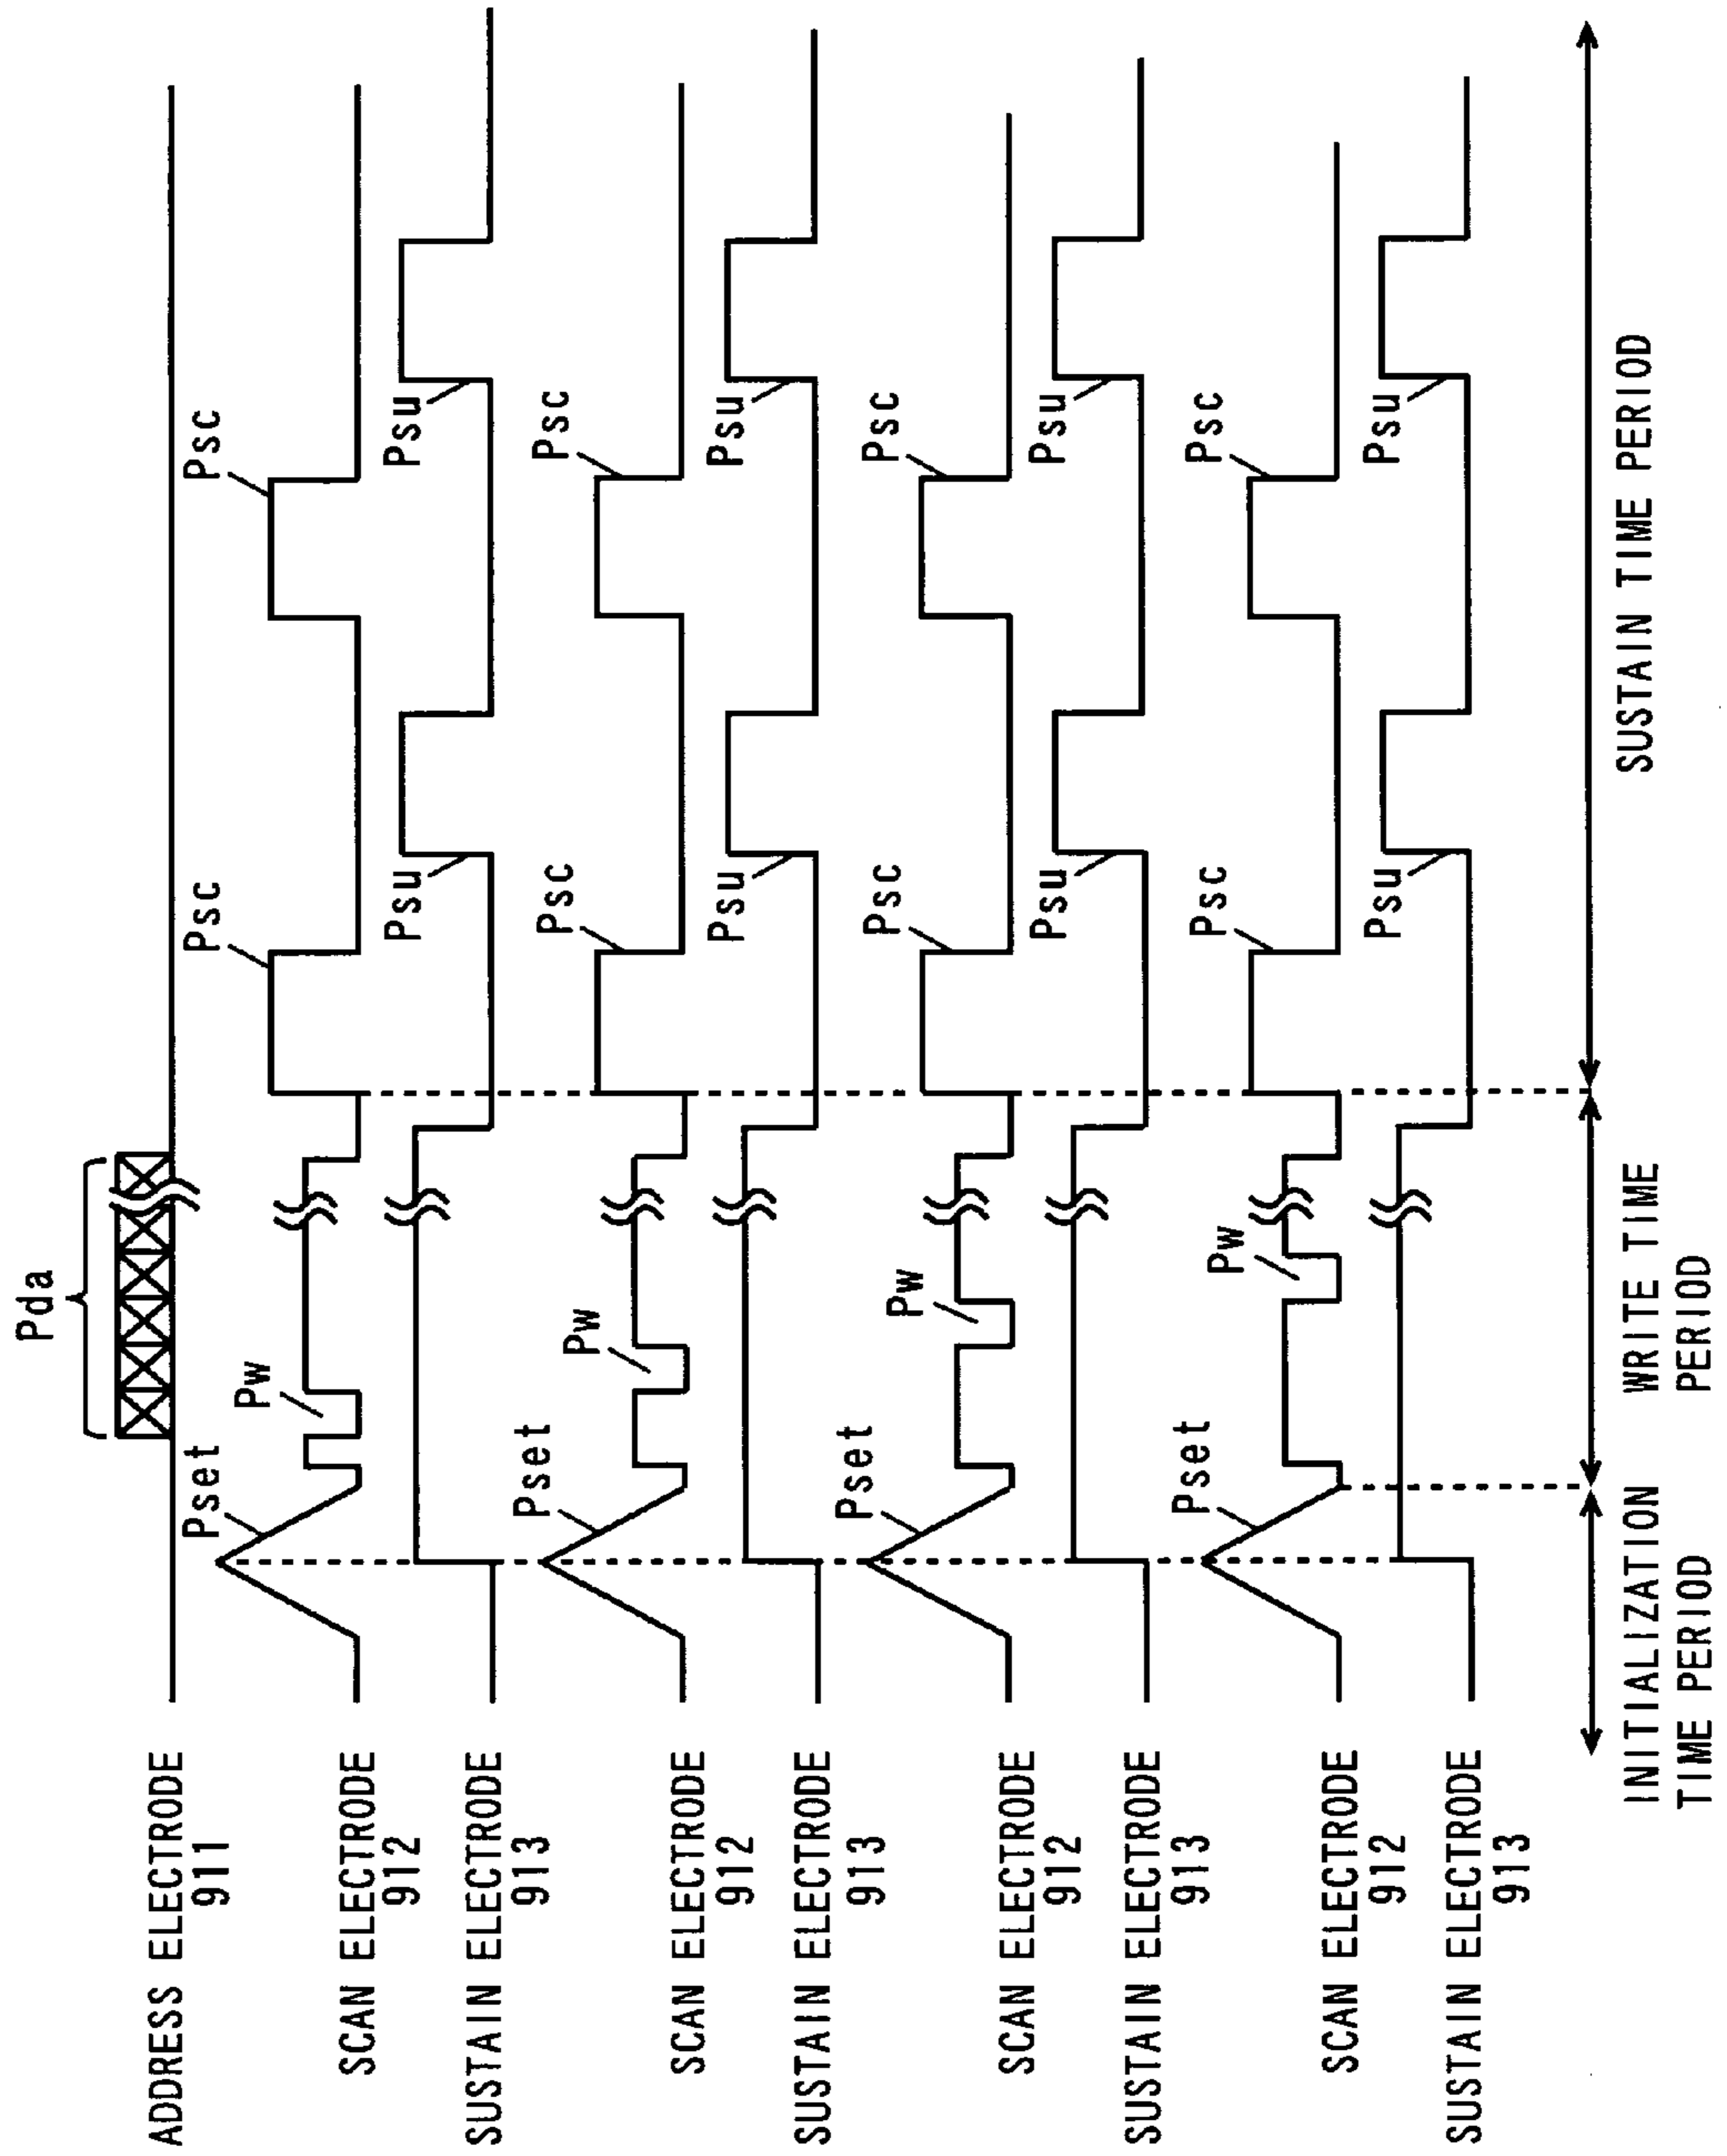 Pda
ADDRESS ELECTRODE
911
Pset
Pw
Psc
Psc
SCAN ELECTRODE
912
Psu
Psu
SUSTAIN ELECTRODE
913
Pset
Pw
Psc
Psc
SCAN ELECTRODE
912
Psu
Psu
SUSTAIN ELECTRODE
913
Pset
Pw
Psc
Psc
SCAN ELECTRODE
912
Psu
Psu
SUSTAIN ELECTRODE
913
Pset
Pw
Psc
Psc
SCAN ELECTRODE
912
Psu
Psu
SUSTAIN ELECTRODE
913
INITIALIZATION
TIME PERIOD
WRITE TIME
PERIOD
SUSTAIN TIME PERIOD